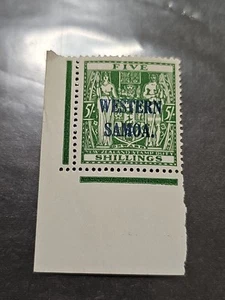 FIVE
5/- 5/-
WESTERN
SAMOA.
SHILLINGS
NEW ZEALAND STAMP DUTY